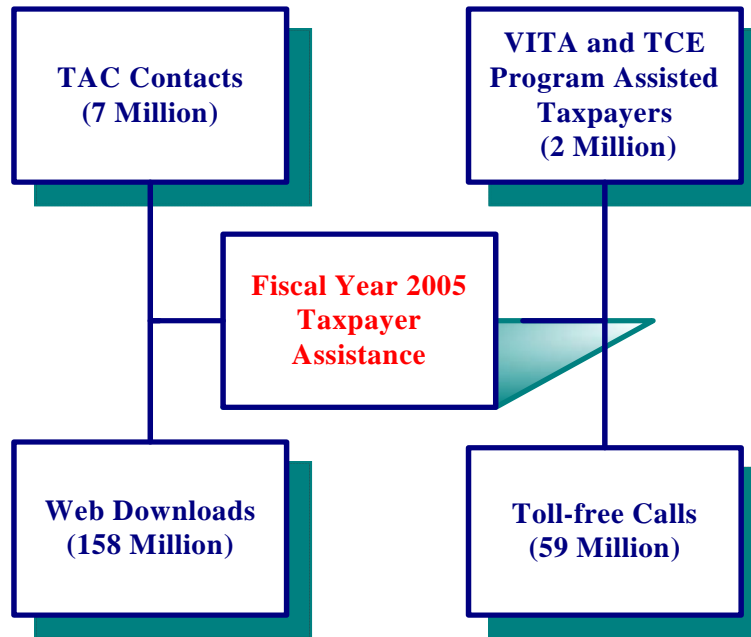 TAC Contacts
(7 Million)
VITA and TCE
Program Assisted
Taxpayers
(2 Million)
Fiscal Year 2005
Taxpayer
Assistance
Web Downloads
(158 Million)
Toll-free Calls
(59 Million)